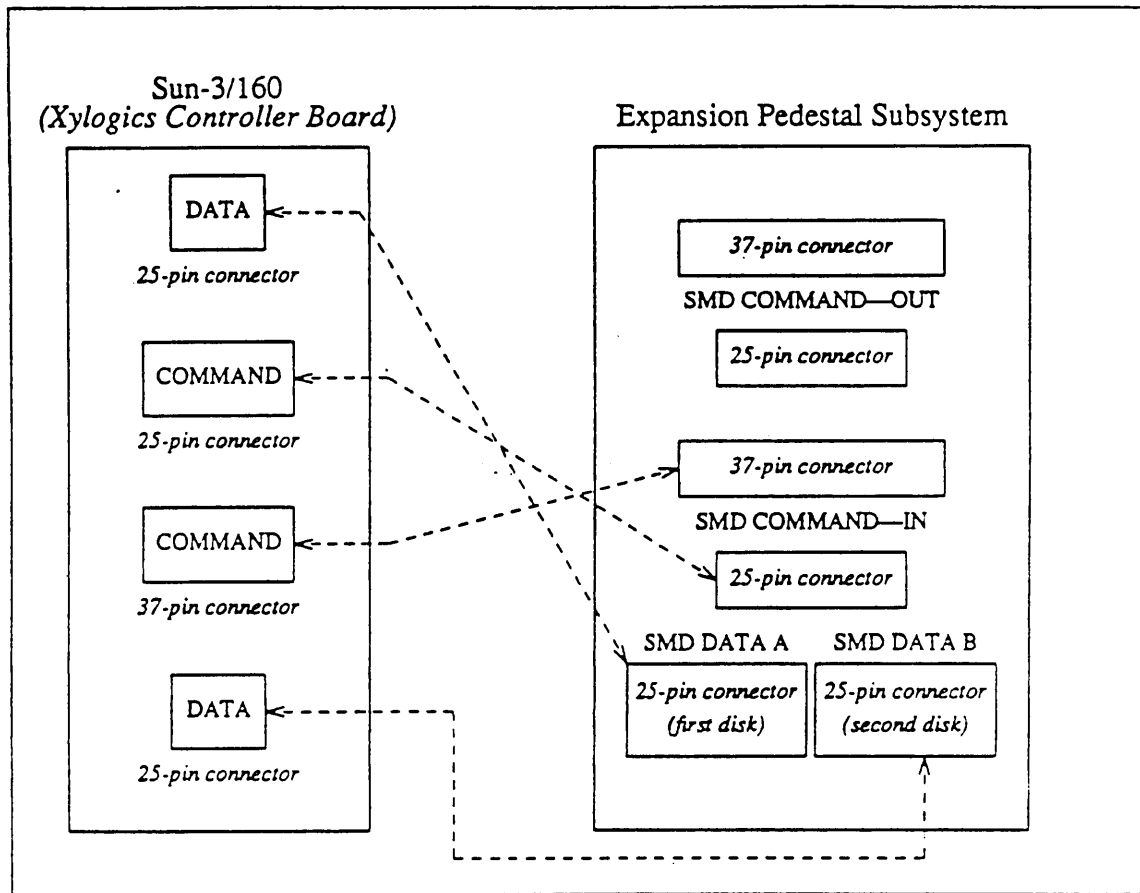 Sun-3/160
(Xylogics Controller Board)
DATA
25-pin connector
COMMAND
25-pin connector
COMMAND
37-pin connector
DATA
25-pin connector
Expansion Pedestal Subsystem
37-pin connector
SMD COMMAND—OUT
25-pin connector
37-pin connector
SMD COMMAND—IN
25-pin connector
SMD DATA A
SMD DATA B
25-pin connector
(first disk)
25-pin connector
(second disk)